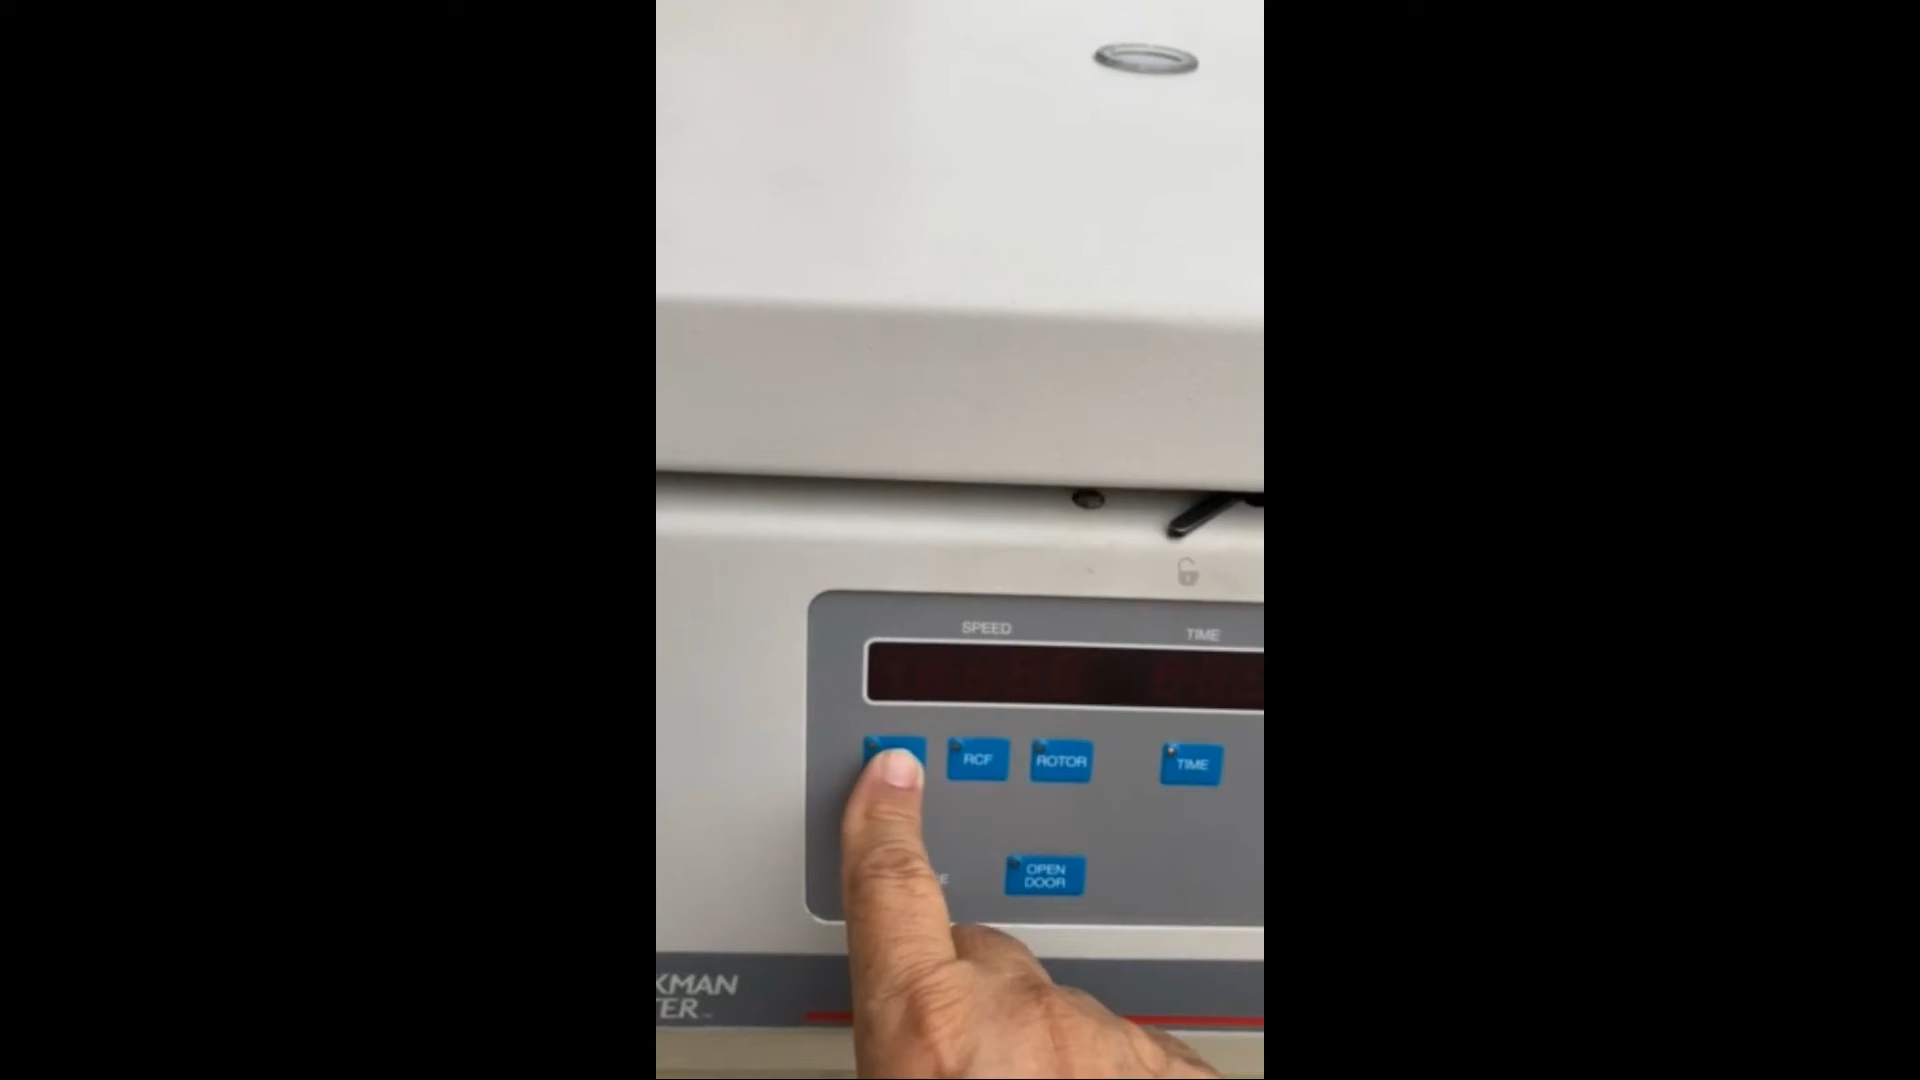 SPEED TIME
RCF ROTOR TIME
OPEN
DOOR
KMAN
TER